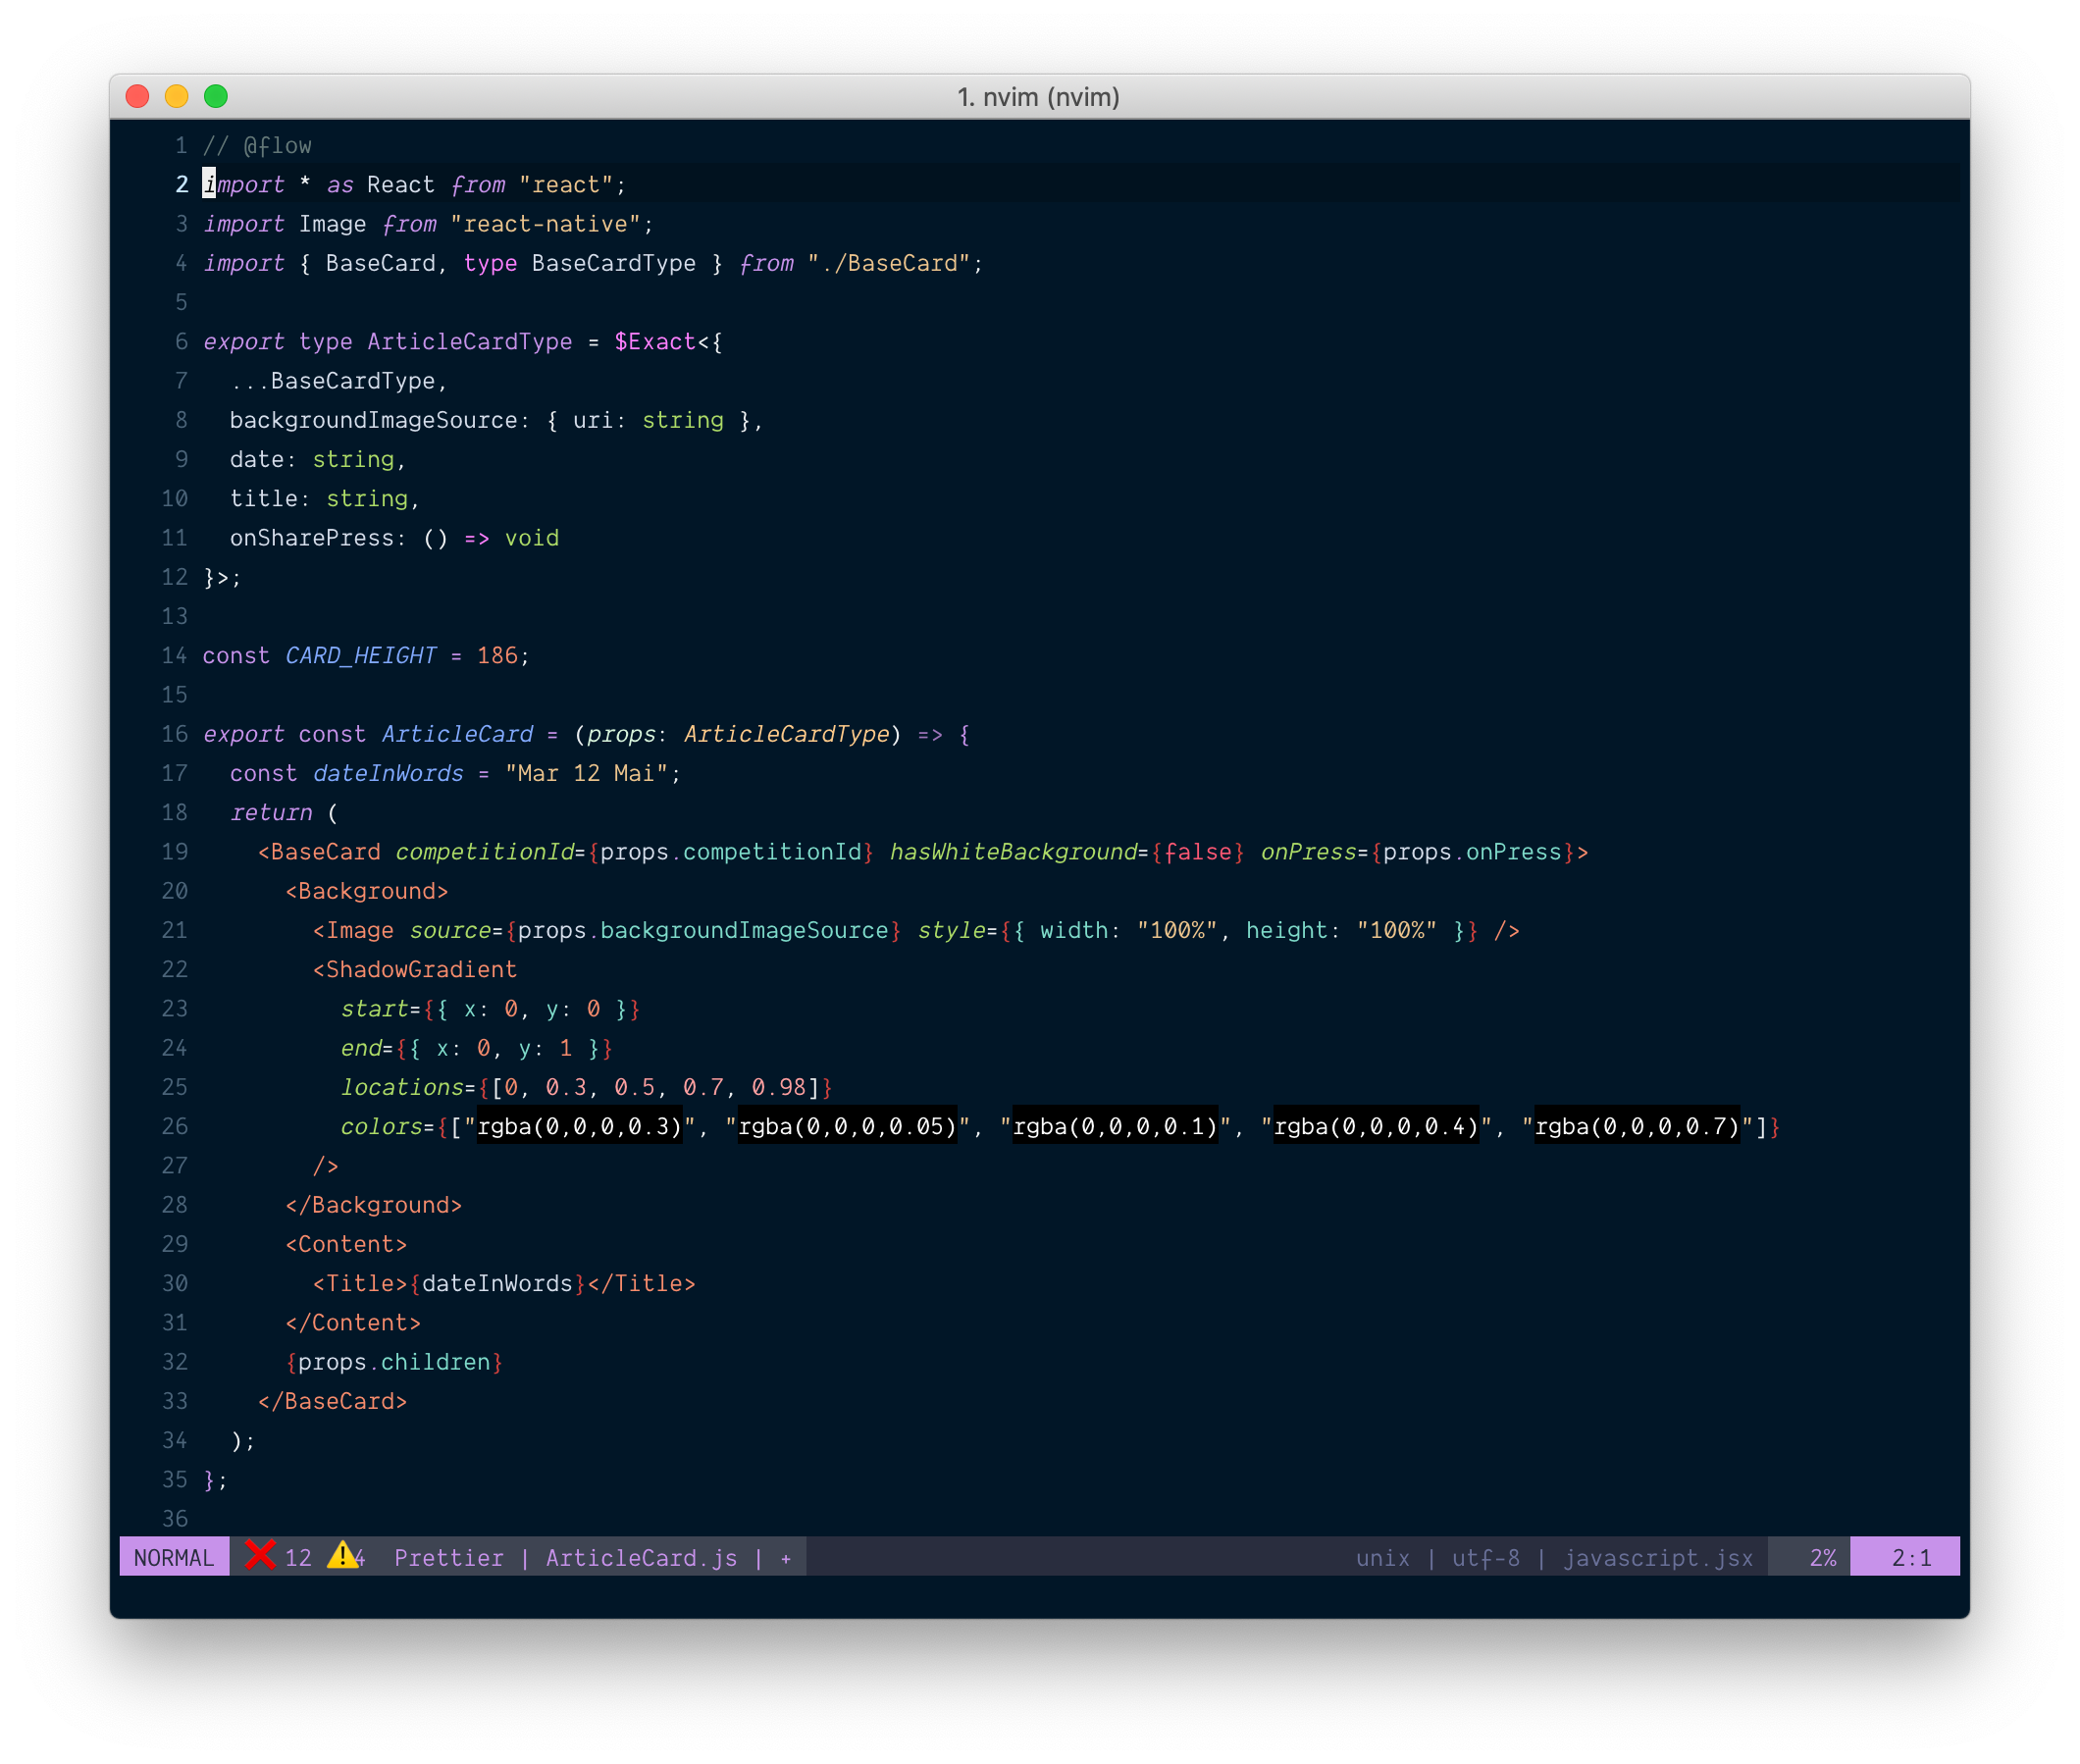 1. nvim (nvim)
1 // @flow
2 import * as React from "react";
3 import Image from "react-native";
4 import { BaseCard, type BaseCardType } from "./BaseCard";
5
6 export type ArticleCardType = $Exact<{
7   ...BaseCardType,
8   backgroundImageSource: { uri: string },
9   date: string,
10   title: string,
11   onSharePress: () => void
12 }>;
13
14 const CARD_HEIGHT = 186;
15
16 export const ArticleCard = (props: ArticleCardType) => {
17   const dateInWords = "Mar 12 Mai";
18   return (
19     <BaseCard competitionId={props.competitionId} hasWhiteBackground={false} onPress={props.onPress}>
20       <Background>
21         <Image source={props.backgroundImageSource} style={{ width: "100%", height: "100%" }} />
22         <ShadowGradient
23           start={{ x: 0, y: 0 }}
24           end={{ x: 0, y: 1 }}
25           locations={[0, 0.3, 0.5, 0.7, 0.98]}
26           colors={["rgba(0,0,0,0.3)", "rgba(0,0,0,0.05)", "rgba(0,0,0,0.1)", "rgba(0,0,0,0.4)", "rgba(0,0,0,0.7)"]}
27         />
28       </Background>
29       <Content>
30         <Title>{dateInWords}</Title>
31       </Content>
32       {props.children}
33     </BaseCard>
34   );
35 };
36
NORMAL ❌ 12 ⚠️4 Prettier | ArticleCard.js | + unix | utf-8 | javascript.jsx 2% 2:1